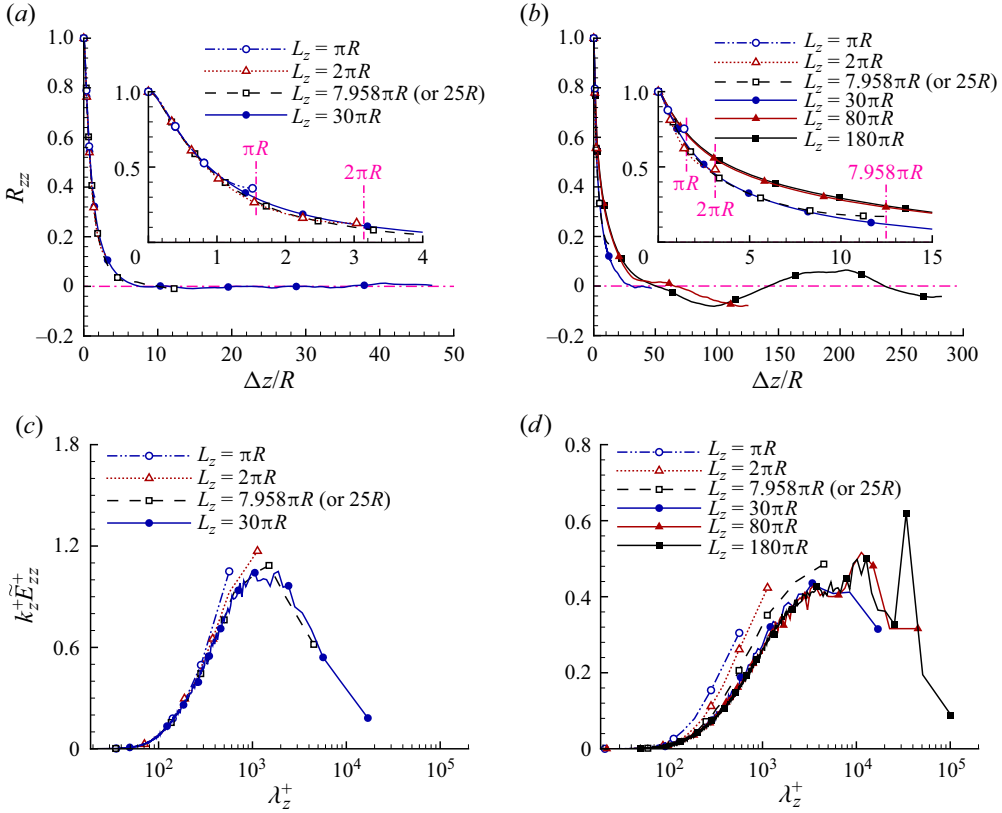 (a)
1.0
0.8
0.6
0.4
0.2
0
−0.2
R_zz
0
10
20
30
40
50
Δz/R
L_z = πR
L_z = 2πR
L_z = 7.958πR (or 25R)
L_z = 30πR
1.0
0.5
0
1
2
3
4
πR
2πR
(b)
1.0
0.8
0.6
0.4
0.2
0
−0.2
0
50
100
150
200
250
300
Δz/R
L_z = πR
L_z = 2πR
L_z = 7.958πR (or 25R)
L_z = 30πR
L_z = 80πR
L_z = 180πR
1.0
0.5
0
5
10
15
πR
2πR
7.958πR
(c)
1.8
1.2
0.6
0
k_z^+ Ẽ_zz^+
10^2
10^3
10^4
10^5
λ_z^+
L_z = πR
L_z = 2πR
L_z = 7.958πR (or 25R)
L_z = 30πR
(d)
0.8
0.6
0.4
0.2
0
10^2
10^3
10^4
10^5
λ_z^+
L_z = πR
L_z = 2πR
L_z = 7.958πR (or 25R)
L_z = 30πR
L_z = 80πR
L_z = 180πR